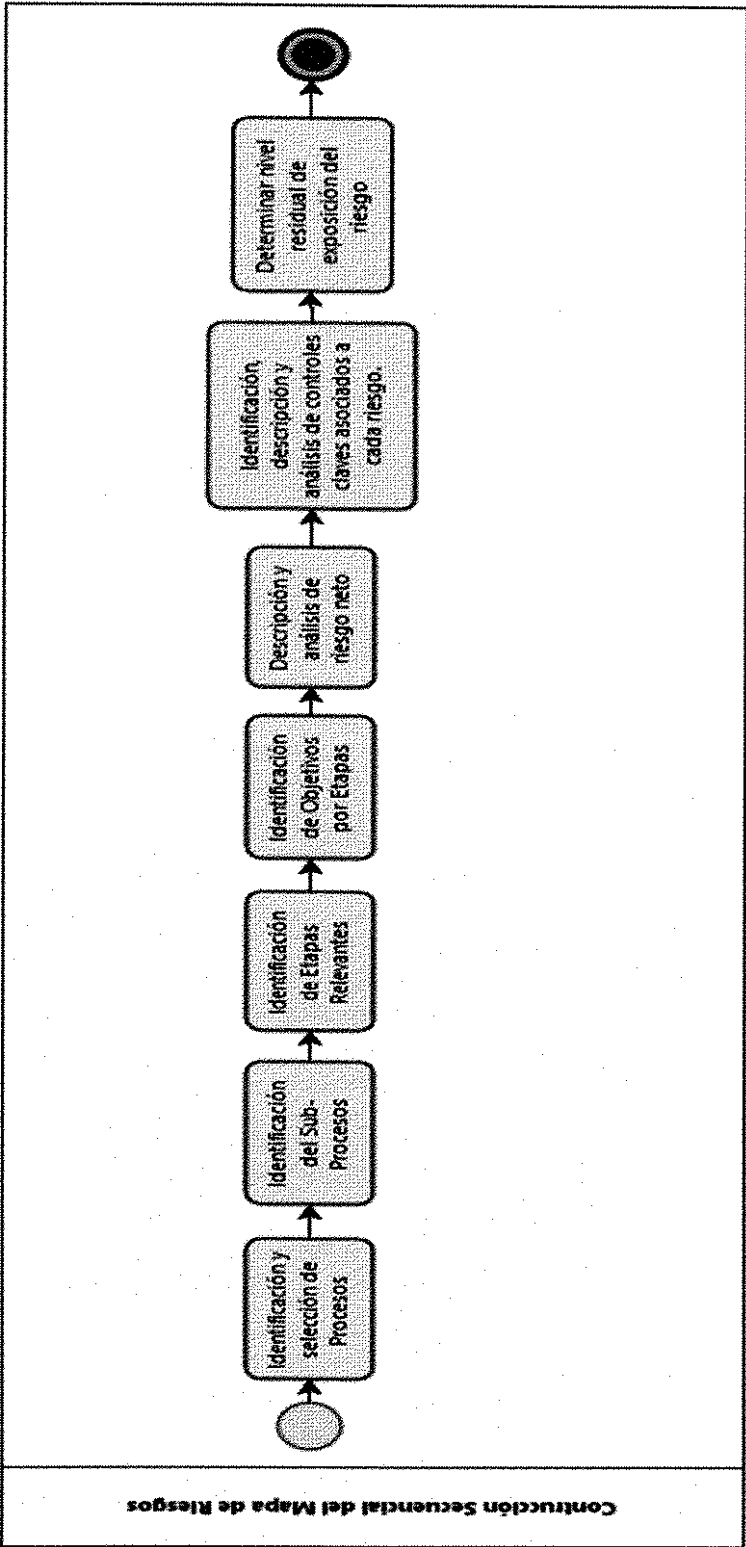 Contrucción Secuencial del Mapa de Riesgos
Identificación y
selección de
Procesos
Identificación
del Sub-
Procesos
Identificación
de Etapas
Relevantes
Identificación
de Objetivos
por Etapas
Descripción y
análisis de
riesgo neto
Identificación,
descripción y
análisis de controles
claves asociados a
cada riesgo.
Determinar nivel
residual de
exposición del
riesgo